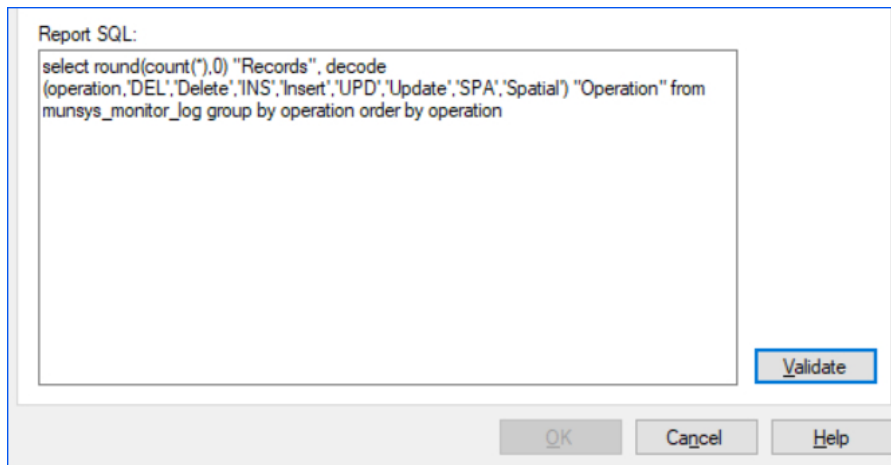 Report SQL:
select round(count(*),0) "Records", decode
(operation,'DEL','Delete','INS','Insert','UPD','Update','SPA','Spatial') "Operation" from
munsys_monitor_log group by operation order by operation
Validate
OK
Cancel
Help